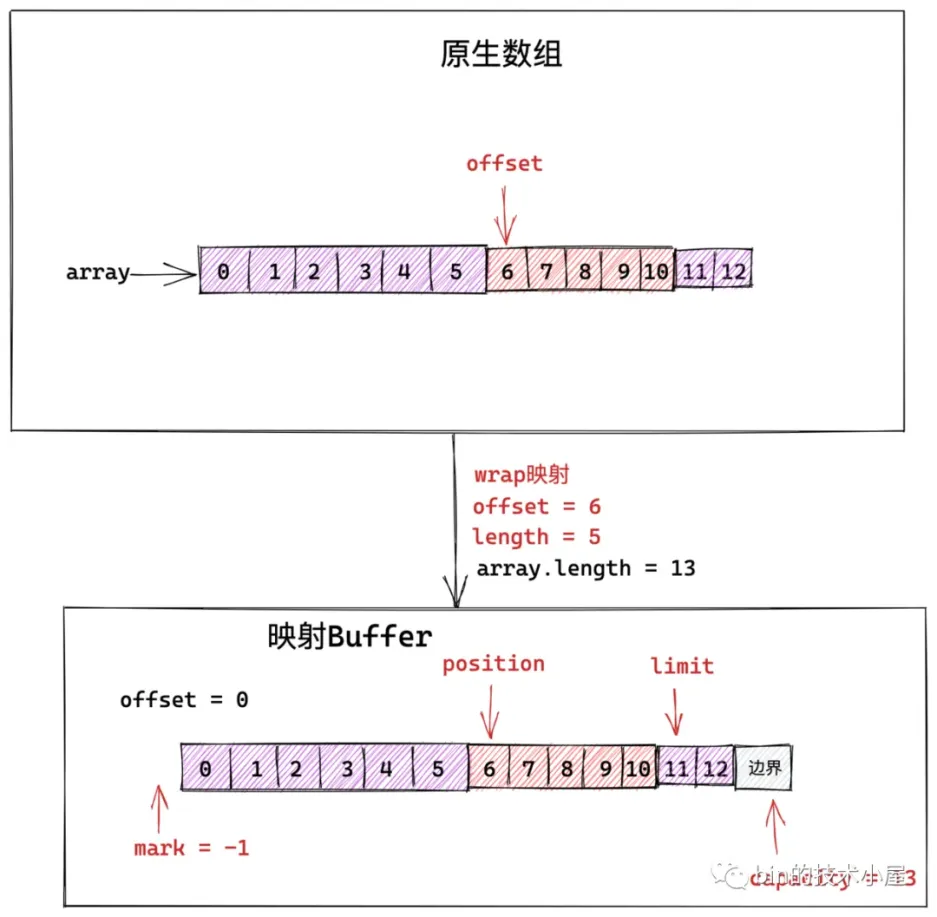 原生数组
offset
array
0 1 2 3 4 5 6 7 8 9 10 11 12
wrap映射
offset = 6
length = 5
array.length = 13
映射Buffer
position
limit
offset = 0
0 1 2 3 4 5 6 7 8 9 10 11 12 边界
mark = -1
capacity = 13
bin的技术小屋